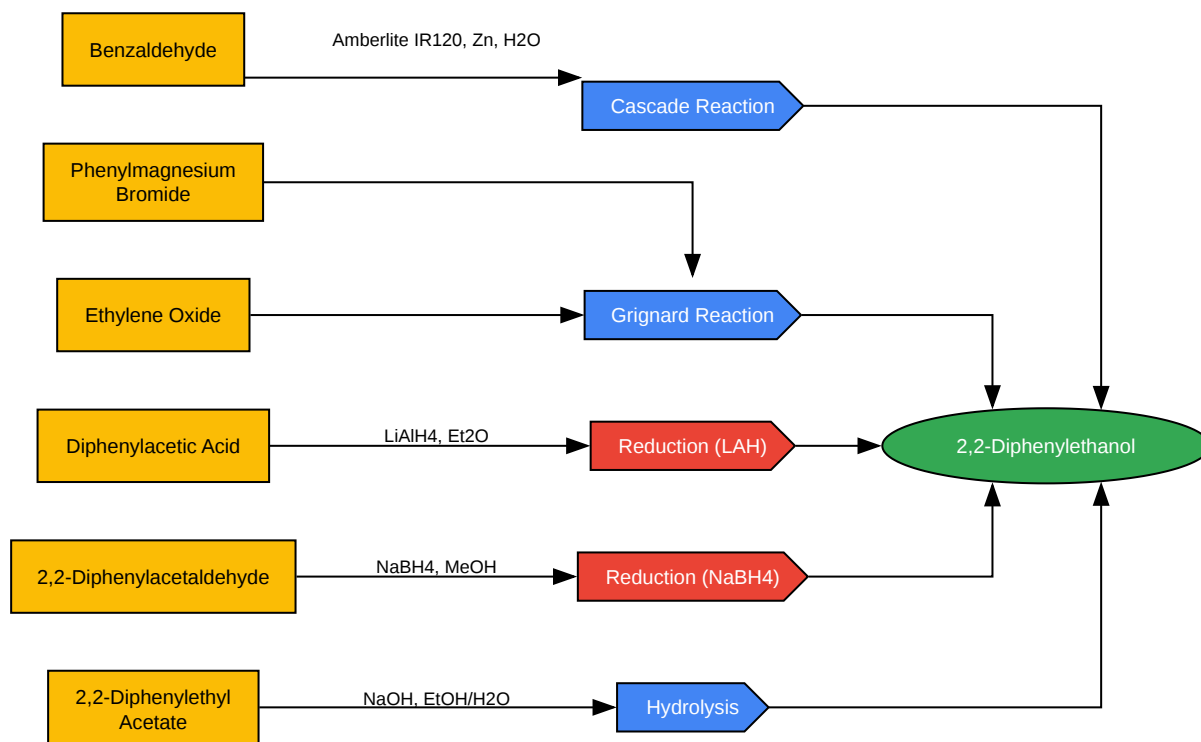 Benzaldehyde
Amberlite IR120, Zn, H2O
Cascade Reaction
Phenylmagnesium
Bromide
Ethylene Oxide
Grignard Reaction
Diphenylacetic Acid
LiAlH4, Et2O
Reduction (LAH)
2,2-Diphenylethanol
2,2-Diphenylacetaldehyde
NaBH4, MeOH
Reduction (NaBH4)
2,2-Diphenylethyl
Acetate
NaOH, EtOH/H2O
Hydrolysis